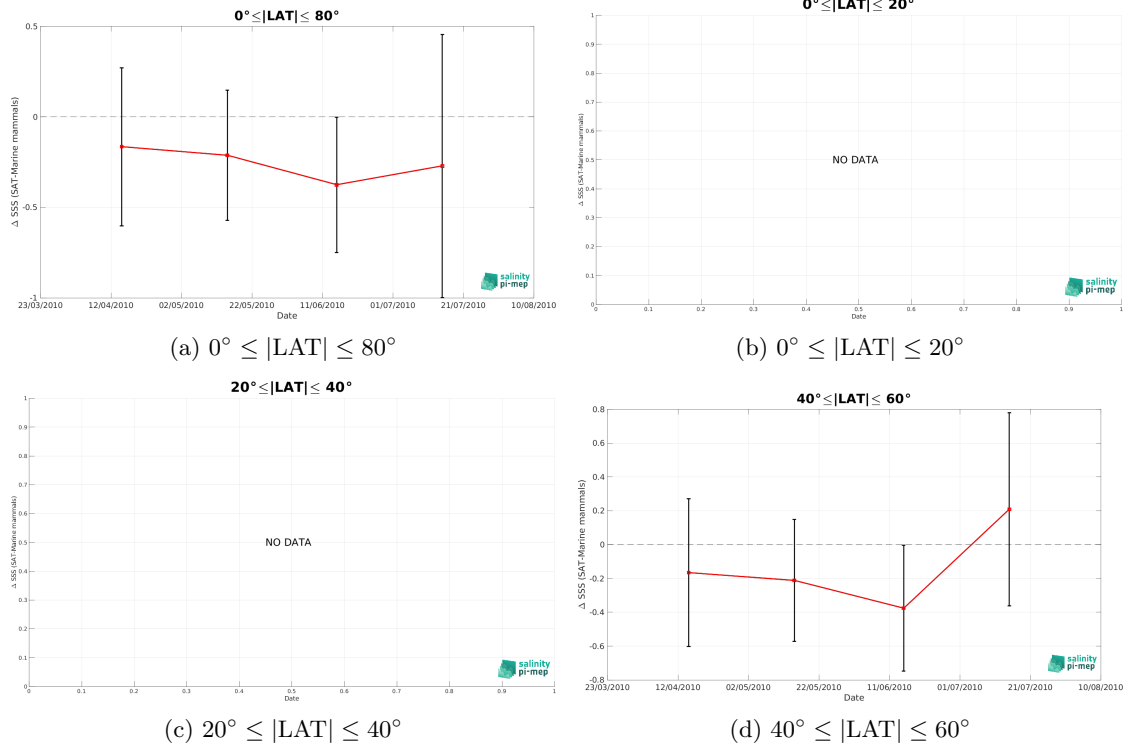 0°≤|LAT|≤ 80°
0.5
0
-0.5
-1
Δ SSS (SAT-Marine mammals)
23/03/2010 12/04/2010 02/05/2010 22/05/2010 11/06/2010 01/07/2010 21/07/2010 10/08/2010
Date
salinity
pi-mep
(a) 0° ≤ |LAT| ≤ 80°
0°≤|LAT|≤ 20°
1
0.9
0.8
0.7
0.6
0.5
0.4
0.3
0.2
0.1
0
Δ SSS (SAT-Marine mammals)
NO DATA
0 0.1 0.2 0.3 0.4 0.5 0.6 0.7 0.8 0.9 1
Date
salinity
pi-mep
(b) 0° ≤ |LAT| ≤ 20°
20°≤|LAT|≤ 40°
1
0.9
0.8
0.7
0.6
0.5
0.4
0.3
0.2
0.1
0
Δ SSS (SAT-Marine mammals)
NO DATA
0 0.1 0.2 0.3 0.4 0.5 0.6 0.7 0.8 0.9 1
Date
salinity
pi-mep
(c) 20° ≤ |LAT| ≤ 40°
40°≤|LAT|≤ 60°
0.8
0.6
0.4
0.2
0
-0.2
-0.4
-0.6
-0.8
Δ SSS (SAT-Marine mammals)
23/03/2010 12/04/2010 02/05/2010 22/05/2010 11/06/2010 01/07/2010 21/07/2010 10/08/2010
Date
salinity
pi-mep
(d) 40° ≤ |LAT| ≤ 60°